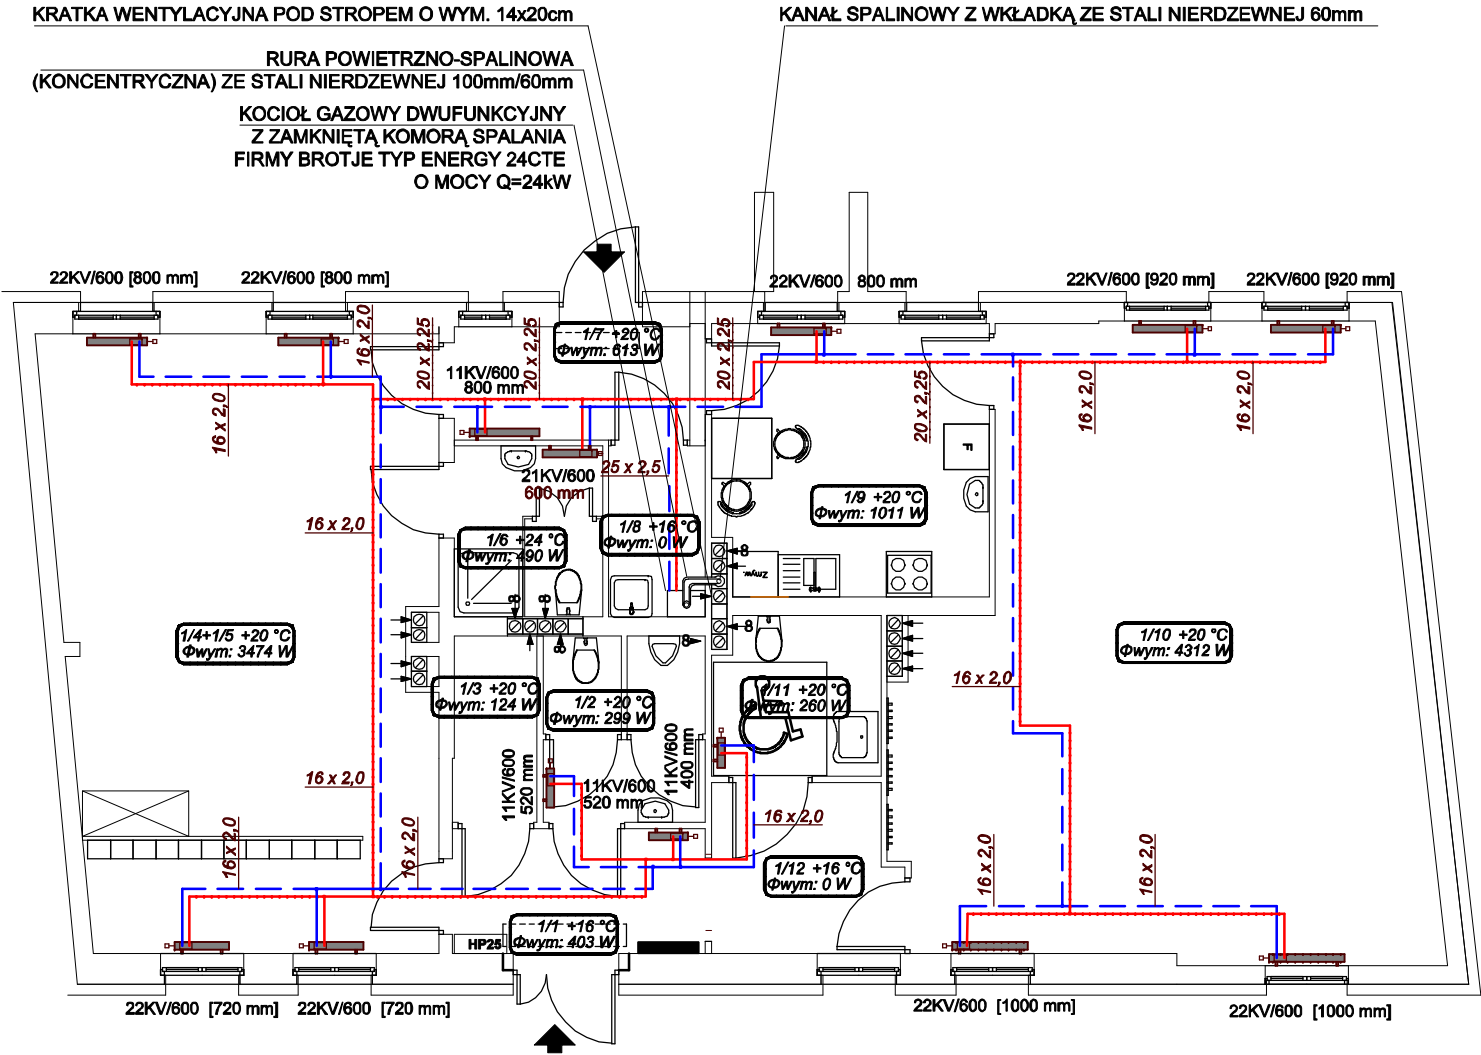 KRATKA WENTYLACYJNA POD STROPEM O WYM. 14x20cm
KANAŁ SPALINOWY Z WKŁADKĄ ZE STALI NIERDZEWNEJ 60mm
RURA POWIETRZNO-SPALINOWA
(KONCENTRYCZNA) ZE STALI NIERDZEWNEJ 100mm/60mm
KOCIOŁ GAZOWY DWUFUNKCYJNY
Z ZAMKNIĘTĄ KOMORĄ SPALANIA
FIRMY BROTJE TYP ENERGY 24CTE
O MOCY Q=24kW
22KV/600 [800 mm]
22KV/600 [800 mm]
22KV/600 800 mm
22KV/600 [920 mm]
22KV/600 [920 mm]
16 x 2,0
20 x 2,25
20 x 2,25
20 x 2,25
1/7 +20 °C
Φwym: 613 W
11KV/600
800 mm
16 x 2,0
20 x 2,25
16 x 2,0
16 x 2,0
F
21KV/600
600 mm
25 x 2,5
1/9 +20 °C
Φwym: 1011 W
16 x 2,0
1/6 +24 °C
Φwym: 490 W
1/8 +16 °C
Φwym: 0 W
8
Zmyw.
8
8
8
8
8
1/4+1/5 +20 °C
Φwym: 3474 W
1/10 +20 °C
Φwym: 4312 W
1/3 +20 °C
Φwym: 124 W
1/2 +20 °C
Φwym: 299 W
1/11 +20 °C
Φwym: 260 W
16 x 2,0
16 x 2,0
11KV/600
520 mm
11KV/600
520 mm
11KV/600
400 mm
16 x 2,0
16 x 2,0
16 x 2,0
16 x 2,0
16 x 2,0
1/12 +16 °C
Φwym: 0 W
1/1 +16 °C
Φwym: 403 W
HP25
22KV/600 [720 mm]
22KV/600 [720 mm]
22KV/600 [1000 mm]
22KV/600 [1000 mm]